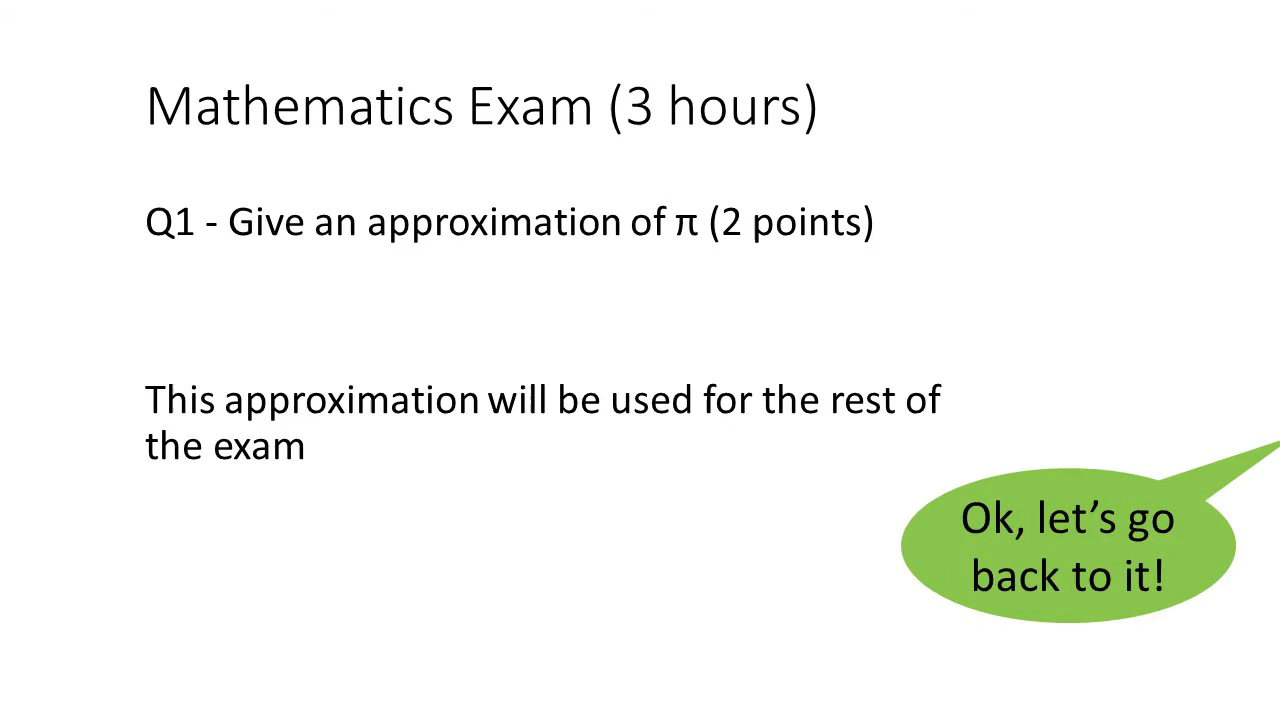 Mathematics Exam (3 hours)
Q1 - Give an approximation of π (2 points)
This approximation will be used for the rest of
the exam
Ok, let’s go
back to it!